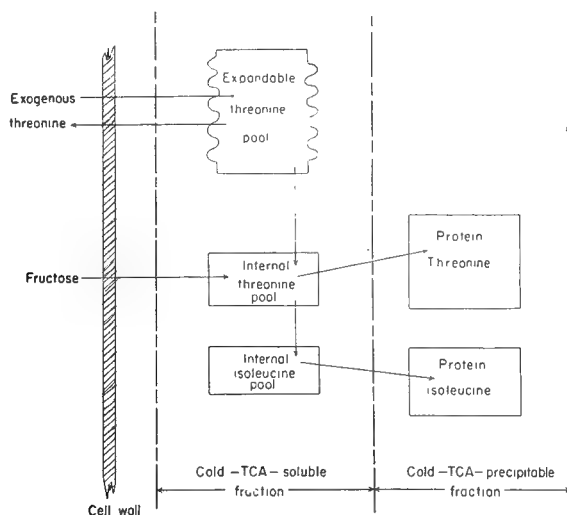 Expandable
threonine
pool
Exogenous
threonine
Fructose
Internal
threonine
pool
Protein
Threonine
Internal
isoleucine
pool
Protein
isoleucine
Cold -TCA- soluble
fraction
Cold -TCA-precipitable
fraction
Cell wall